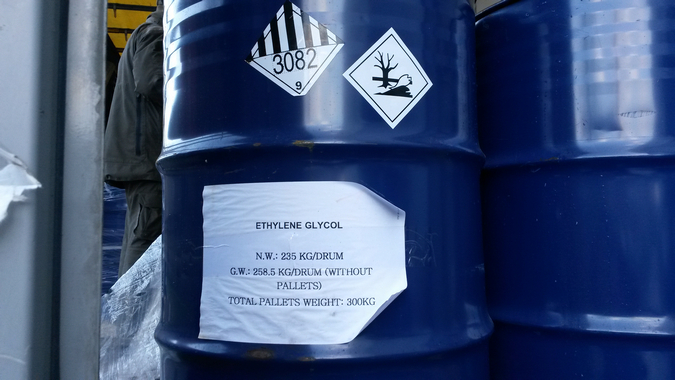 3082
9
ETHYLENE GLYCOL
N.W.: 235 KG/DRUM
G.W.: 258.5 KG/DRUM (WITHOUT
PALLETS)
TOTAL PALLETS WEIGHT: 300KG